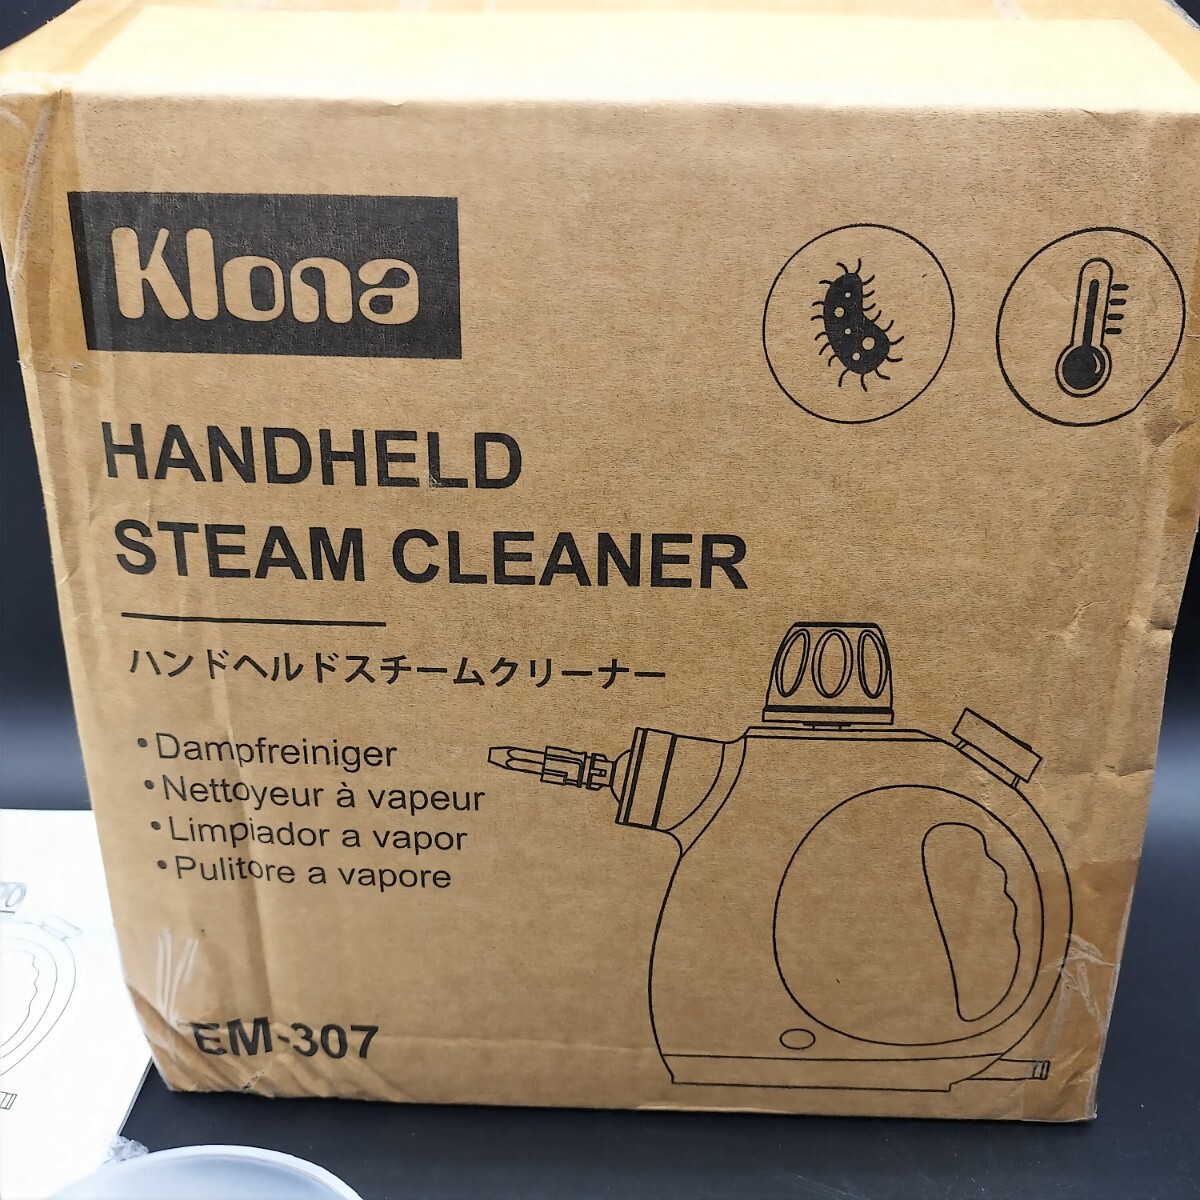 Klona
HANDHELD
STEAM CLEANER
ハンドヘルドスチームクリーナー
•Dampfreiniger
•Nettoyeur à vapeur
•Limpiador a vapor
•Pulitore a vapore
EM-307